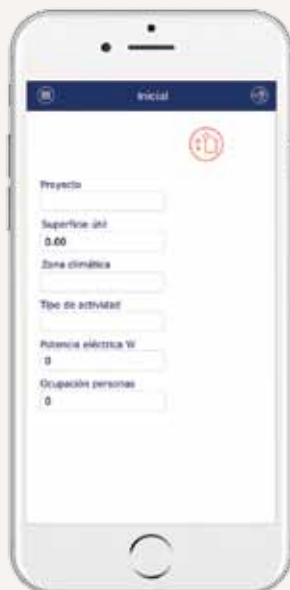 Inicial
Proyecto
Superficie útil
0.00
Zona climática
Tipo de actividad
Potencia eléctrica W
0
Ocupación personas
0